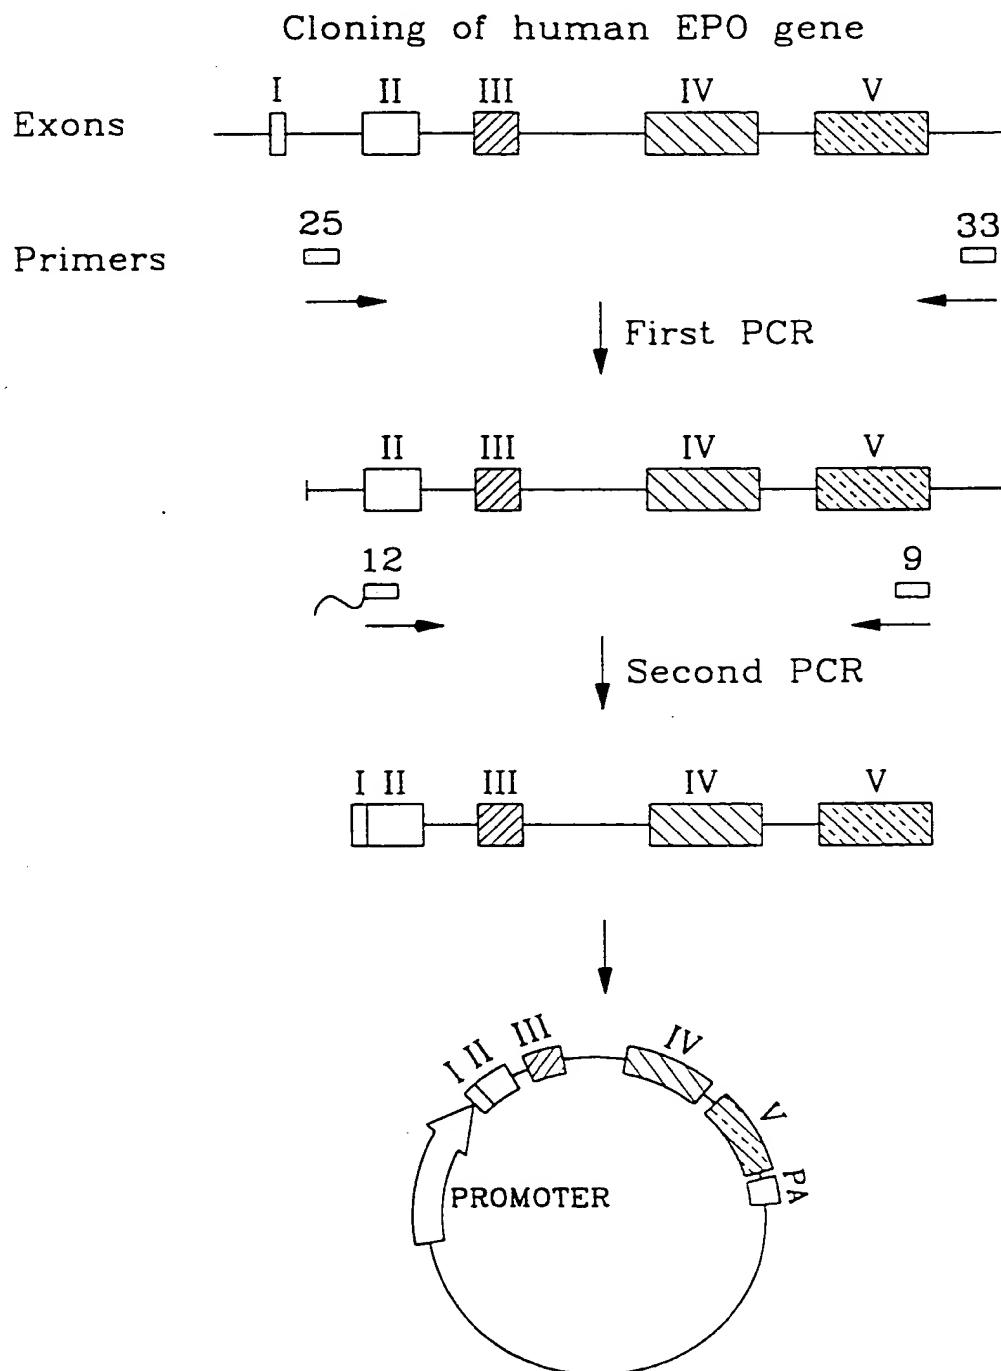 Cloning of human EPO gene
I II III IV V
Exons
25 33
Primers
First PCR
II III IV V
12 9
Second PCR
I II III IV V
I II III IV V PA
PROMOTER